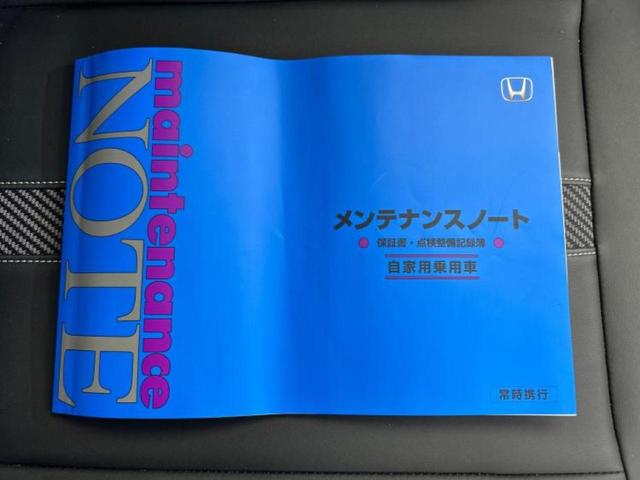 maintenance
NOTE
メンテナンスノート
保証書・点検整備記録簿
自家用乗用車
常時携行